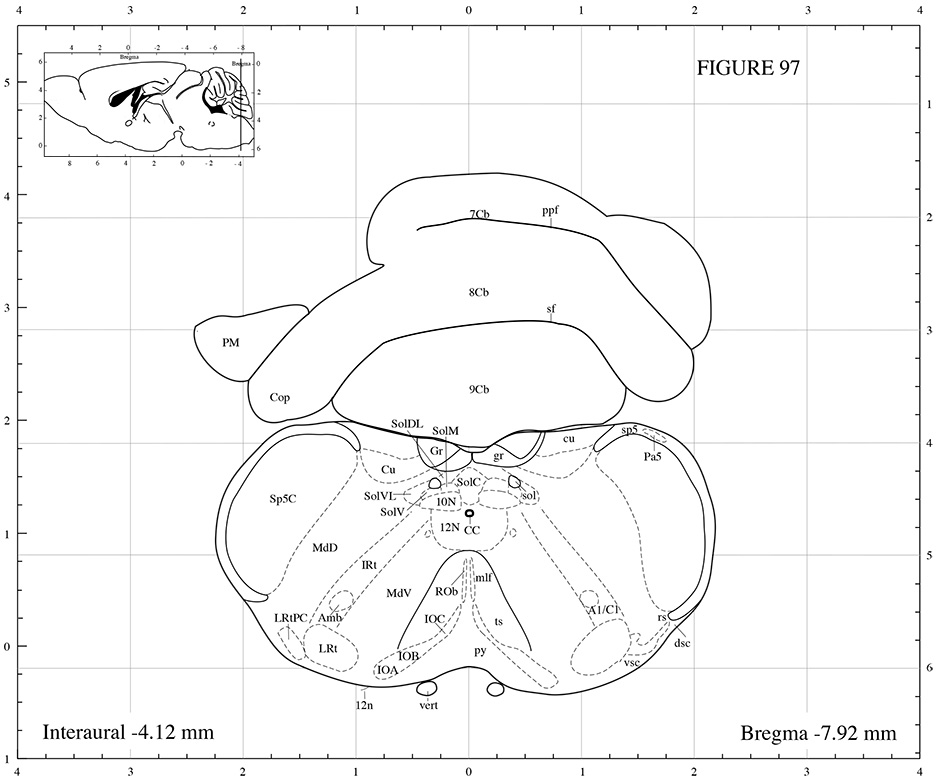 4 3 2 1 0 1 2 3 4
FIGURE 97
4 2 0 -2 -4 -6 -8
Bregma
Bregma
6 4 2 0
0 2 4 6
8 6 4 2 0 - 2 - 4
5
4
3
2
1
0
1
1
2
3
4
5
6
7Cb
ppf
8Cb
sf
PM
9Cb
Cop
SolDL
SolM
sp5
cu
Gr
gr
Pa5
Cu
SolC
SolVL
sol
Sp5C
10N
SolV
12N
CC
MdD
IRt
mlf
MdV
ROb
A1/C1
LRtPC
Amb
IOC
ts
rs
dsc
LRt
IOB
py
vsc
IOA
12n
vert
Interaural -4.12 mm
Bregma -7.92 mm
4 3 2 1 0 1 2 3 4